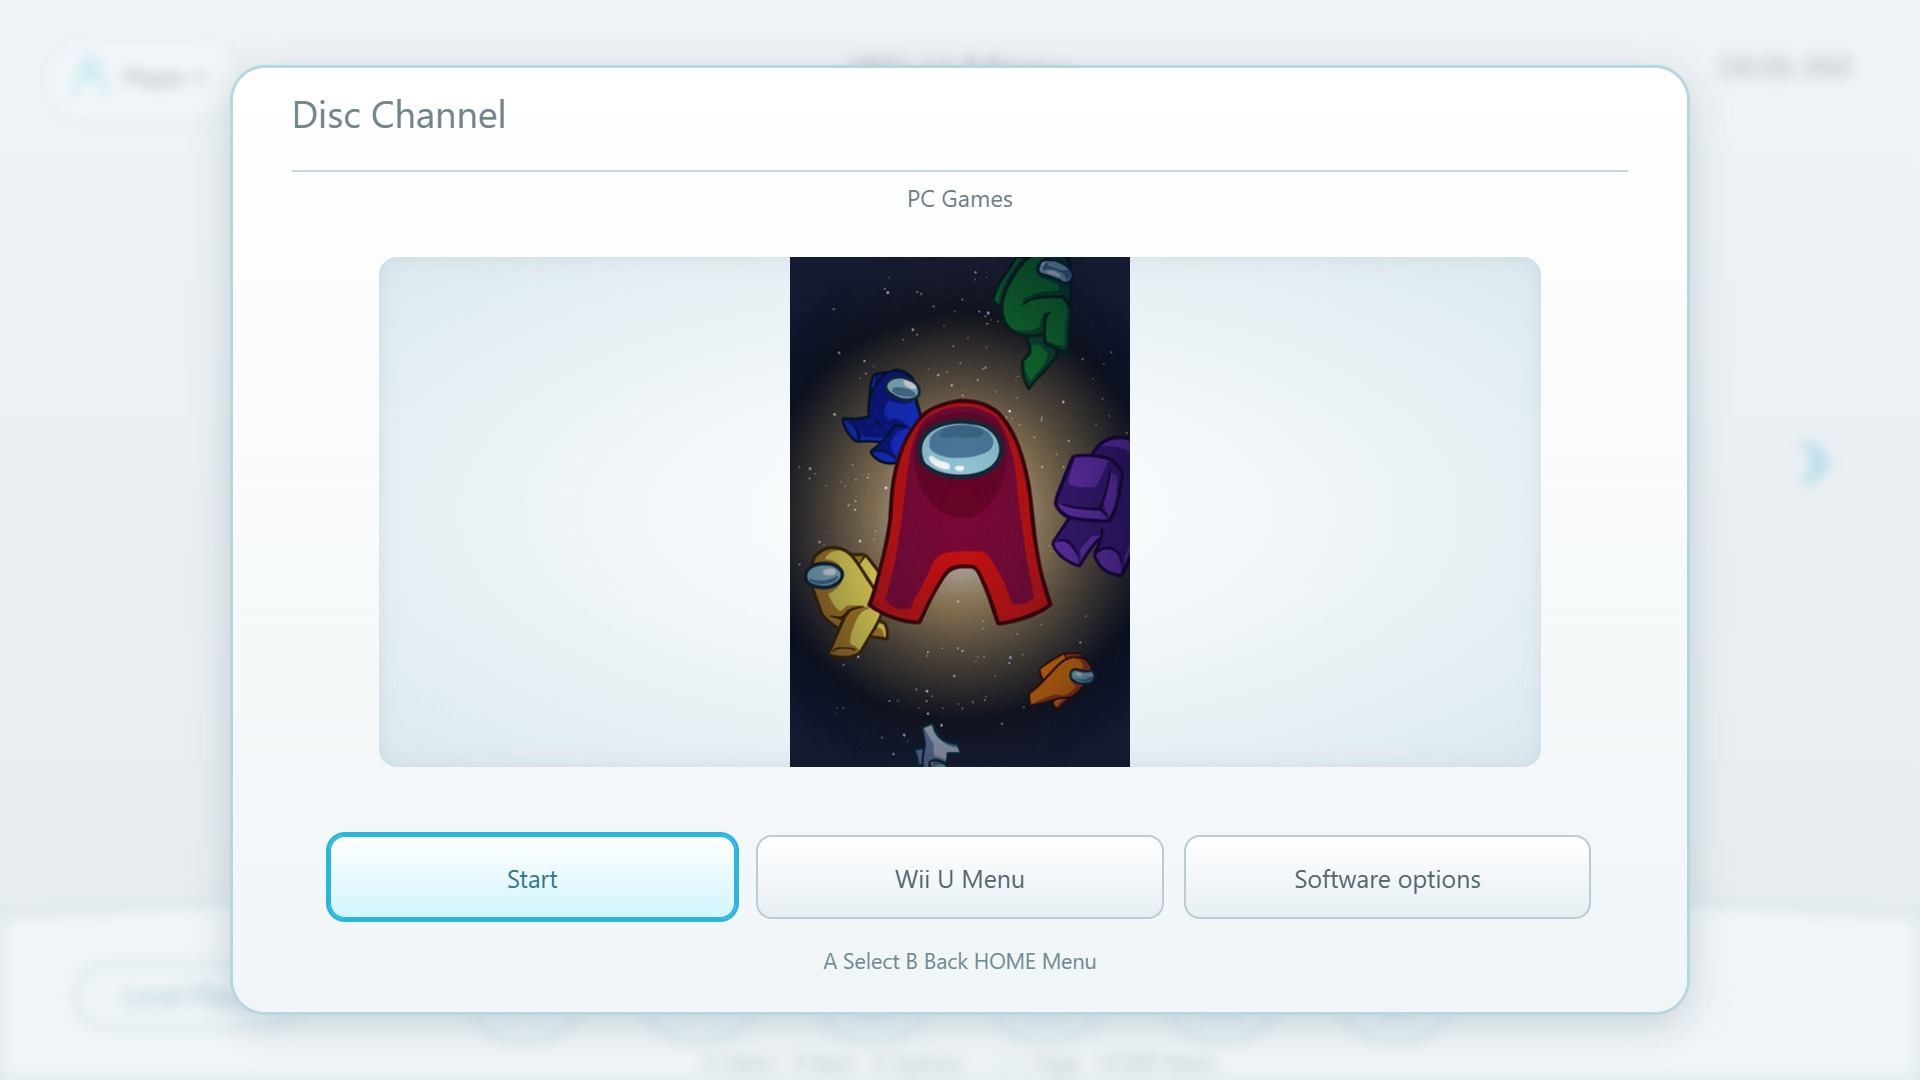 Disc Channel
PC Games
Start
Wii U Menu
Software options
A Select B Back HOME Menu